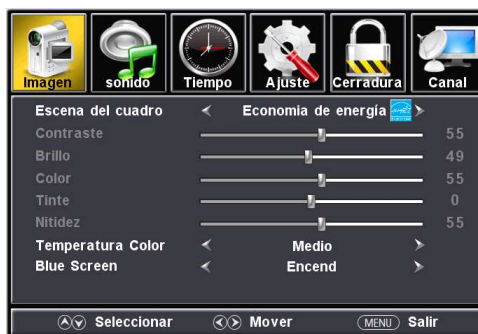 Imagen sonido Tiempo Ajuste Cerradura Canal
Escena del cuadro Economia de energía
Contraste 55
Brillo 49
Color 55
Tinte 0
Nitidez 55
Temperatura Color Medio
Blue Screen Encend
Seleccionar Mover MENU Salir